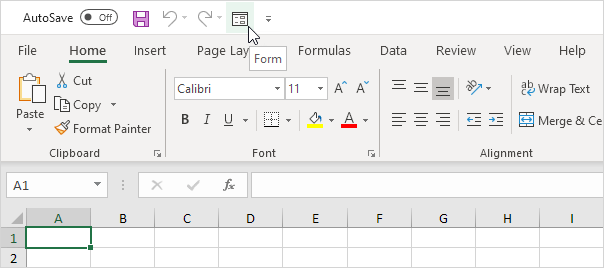 AutoSave Off
File Home Insert Page Lay Formulas Data Review View
Form
Cut
Copy
Format Painter
Paste
Clipboard
Calibri 11 A A
B I U A
Font
ab Wrap Text
Merge & Ce
Alignment
A1 fx
A B C D E F G H I
1
2